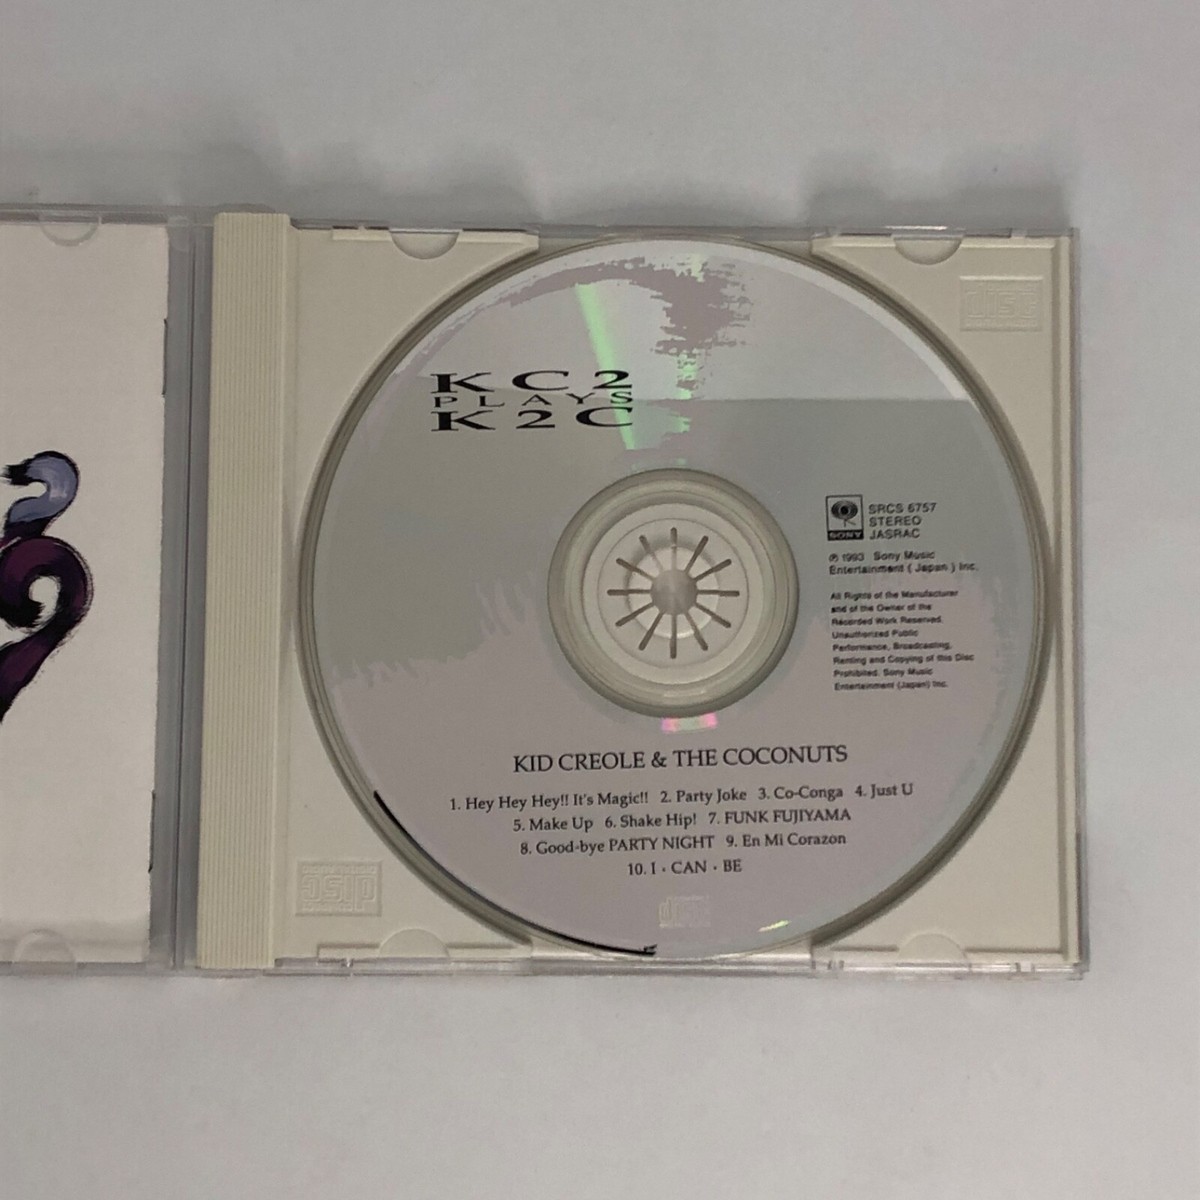 KC2
PLAYS
K2C
SONY
SRCS 6757
STEREO
JASRAC
℗ 1993 Sony Music
Entertainment ( Japan ) Inc.
All Rights of the Manufacturer
and of the Owner of the
Recorded Work Reserved.
Unauthorized Public
Performance, Broadcasting,
Renting and Copying of this Disc
Prohibited. Sony Music
Entertainment (Japan) Inc.
KID CREOLE & THE COCONUTS
1. Hey Hey Hey!! It's Magic!! 2. Party Joke 3. Co-Conga 4. Just U
5. Make Up 6. Shake Hip! 7. FUNK FUJIYAMA
8. Good-bye PARTY NIGHT 9. En Mi Corazon
10. I · CAN · BE
disc
disc
disc